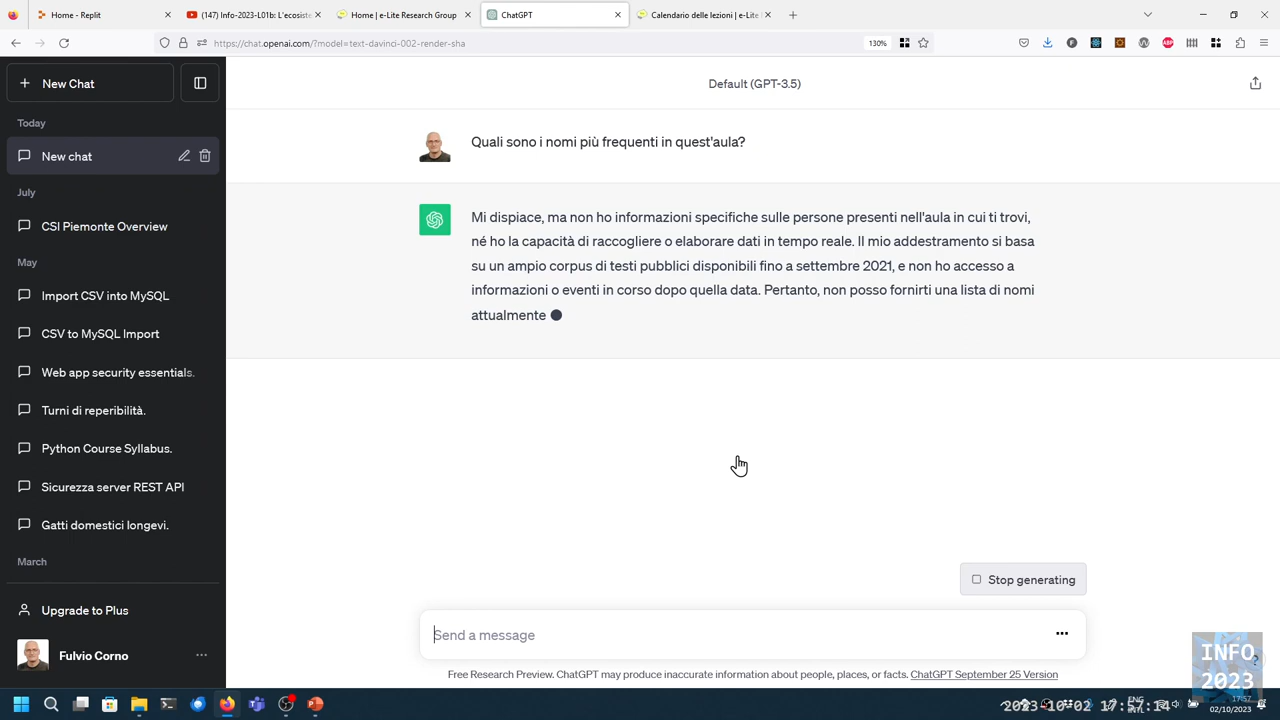 Home - Replit
(147) Info-2023-L01b: L'ecosiste
Home | e-Lite Research Group
ChatGPT
Calendario delle lezioni | e-Lite
https://chat.openai.com/?model=text-davinci-002-render-sha
130%
ABP
New Chat
Default (GPT-3.5)
Today
New chat
Quali sono i nomi più frequenti in quest'aula?
July
CSI Piemonte Overview
Mi dispiace, ma non ho informazioni specifiche sulle persone presenti nell'aula in cui ti trovi,
né ho la capacità di raccogliere o elaborare dati in tempo reale. Il mio addestramento si basa
su un ampio corpus di testi pubblici disponibili fino a settembre 2021, e non ho accesso a
informazioni o eventi in corso dopo quella data. Pertanto, non posso fornirti una lista di nomi
attualmente
May
Import CSV into MySQL
CSV to MySQL Import
Web app security essentials.
Turni di reperibilità.
Python Course Syllabus.
Sicurezza server REST API
Gatti domestici longevi.
March
Stop generating
Upgrade to Plus
Send a message
Fulvio Corno
Free Research Preview. ChatGPT may produce inaccurate information about people, places, or facts. ChatGPT September 25 Version
INFO
2023
?
2023-10-02 17:57:14
ENG
INTL
17:57
02/10/2023